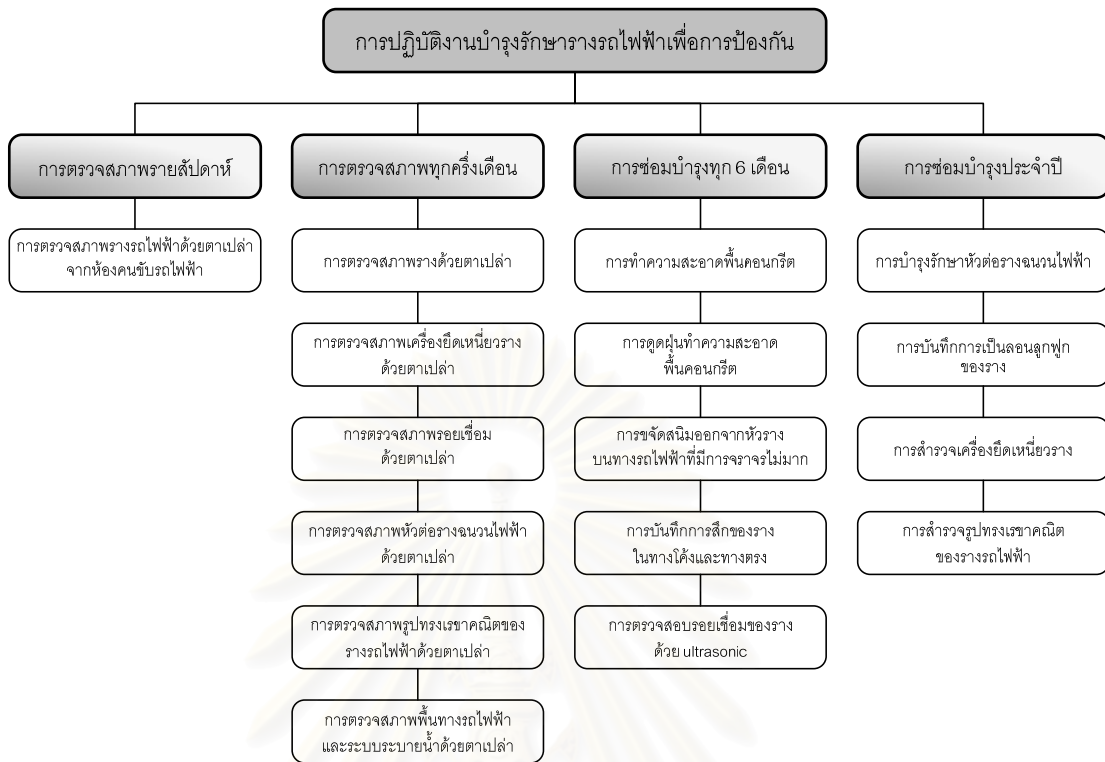 การปฏิบัติงานบำรุงรักษารางรถไฟฟ้าเพื่อการป้องกัน
การตรวจสภาพรายสัปดาห์
การตรวจสภาพรางรถไฟฟ้าด้วยตาเปล่า
จากห้องคนขับรถไฟฟ้า
การตรวจสภาพทุกครึ่งเดือน
การตรวจสภาพรางด้วยตาเปล่า
การตรวจสภาพเครื่องยึดเหนี่ยวราง
ด้วยตาเปล่า
การตรวจสภาพรอยเชื่อม
ด้วยตาเปล่า
การตรวจสภาพหัวต่อรางฉนวนไฟฟ้า
ด้วยตาเปล่า
การตรวจสภาพรูปทรงเรขาคณิตของ
รางรถไฟฟ้าด้วยตาเปล่า
การตรวจสภาพพื้นทางรถไฟฟ้า
และระบบระบายน้ำด้วยตาเปล่า
การซ่อมบำรุงทุก 6 เดือน
การทำความสะอาดพื้นคอนกรีต
การดูดฝุ่นทำความสะอาด
พื้นคอนกรีต
การขจัดสนิมออกจากหัวราง
บนทางรถไฟฟ้าที่มีการจราจรไม่มาก
การบันทึกการสึกของราง
ในทางโค้งและทางตรง
การตรวจสอบรอยเชื่อมของราง
ด้วย ultrasonic
การซ่อมบำรุงประจำปี
การบำรุงรักษาหัวต่อรางฉนวนไฟฟ้า
การบันทึกการเป็นลอนลูกฟูก
ของราง
การสำรวจเครื่องยึดเหนี่ยวราง
การสำรวจรูปทรงเรขาคณิต
ของรางรถไฟฟ้า